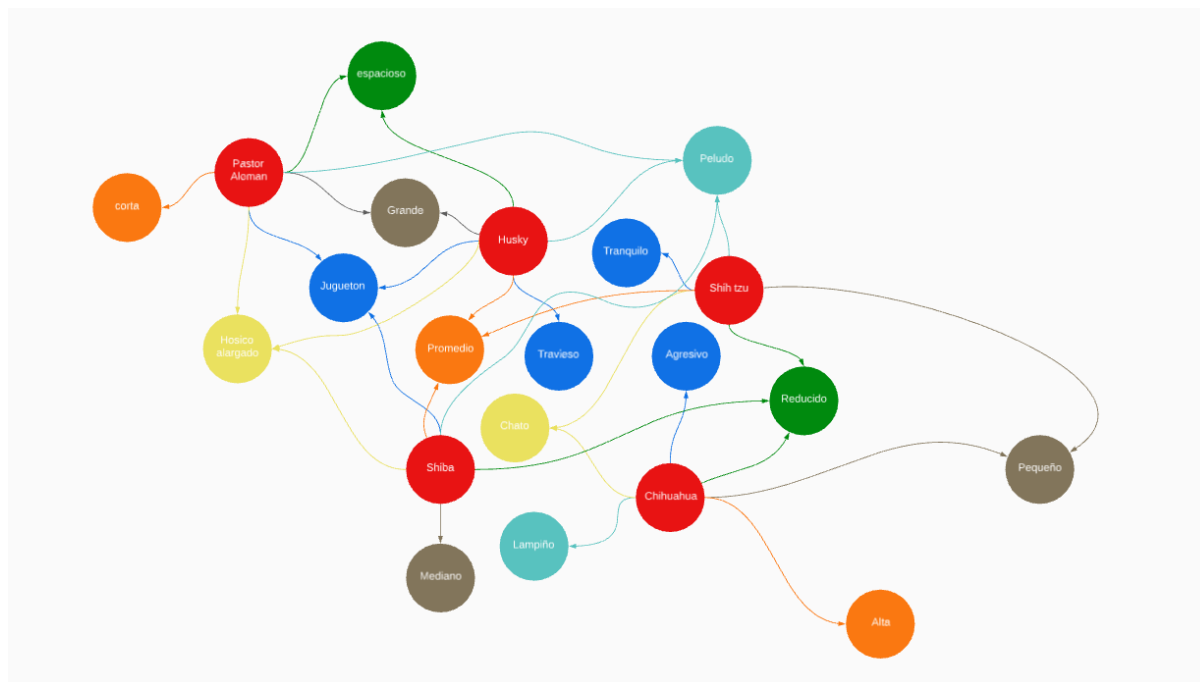 espacioso
Pastor
Aloman
Peludo
corta
Grande
Husky
Tranquilo
Jugueton
Shih tzu
Hosico
alargado
Promedio
Travieso
Agresivo
Reducido
Chato
Shiba
Pequeño
Chihuahua
Lampiño
Mediano
Alta